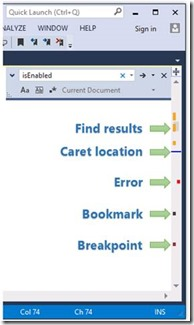 Quick Launch (Ctrl+Q)
Sign in
ANALYZE WINDOW HELP
isEnabled
Aa Abl .* Current Document
Find results
Caret location
Error
Bookmark
Breakpoint
Col 74 Ch 74 INS